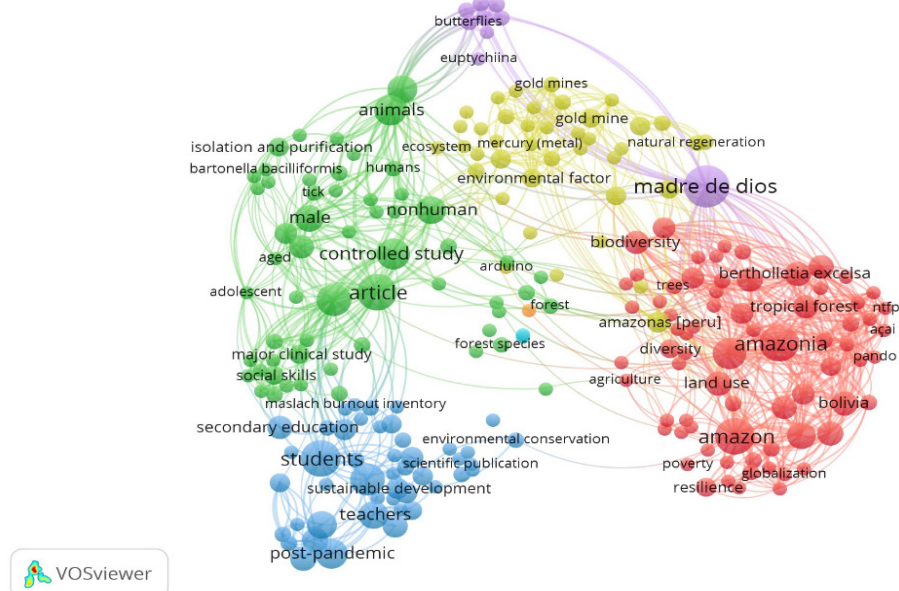 butterflies
euptychiina
gold mines
animals
gold mine
isolation and purification
ecosystem
mercury (metal)
natural regeneration
bartonella bacilliformis
humans
environmental factor
tick
madre de dios
male
nonhuman
biodiversity
aged
controlled study
arduino
bertholletia excelsa
trees
adolescent
article
forest
tropical forest
ntfp
amazonas [peru]
açai
forest species
amazonia
diversity
pando
major clinical study
social skills
agriculture
land use
maslach burnout inventory
bolivia
secondary education
environmental conservation
amazon
students
scientific publication
poverty
globalization
sustainable development
resilience
teachers
post-pandemic
VOSviewer